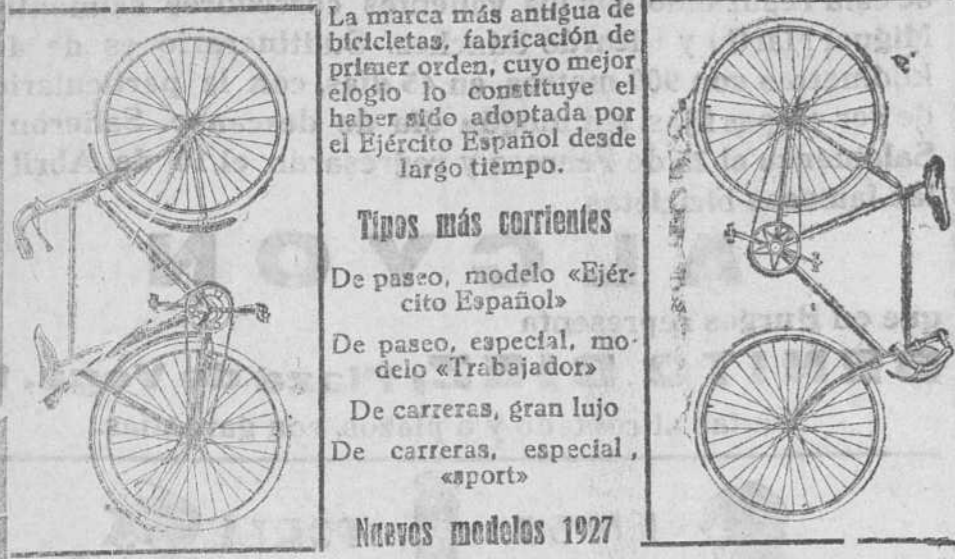 La marca más antigua de
bicicletas, fabricación de
primer orden, cuyo mejor
elogio lo constituye el
haber sido adoptada por
el Ejército Español desde
largo tiempo.
Tipos más corrientes
De paseo, modelo «Ejér-
cito Español»
De paseo, especial, mo-
delo «Trabajador»
De carreras, gran lujo
De carreras, especial,
«sport»
Nuevos modelos 1927